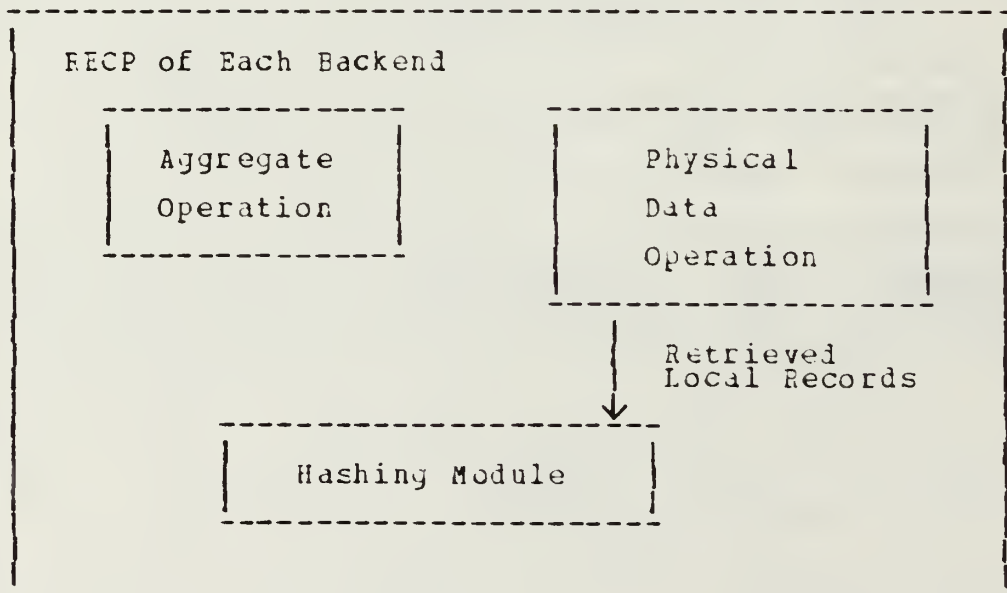 RECP of Each Backend
Aggregate
Operation
Physical
Data
Operation
Retrieved
Local Records
Hashing Module